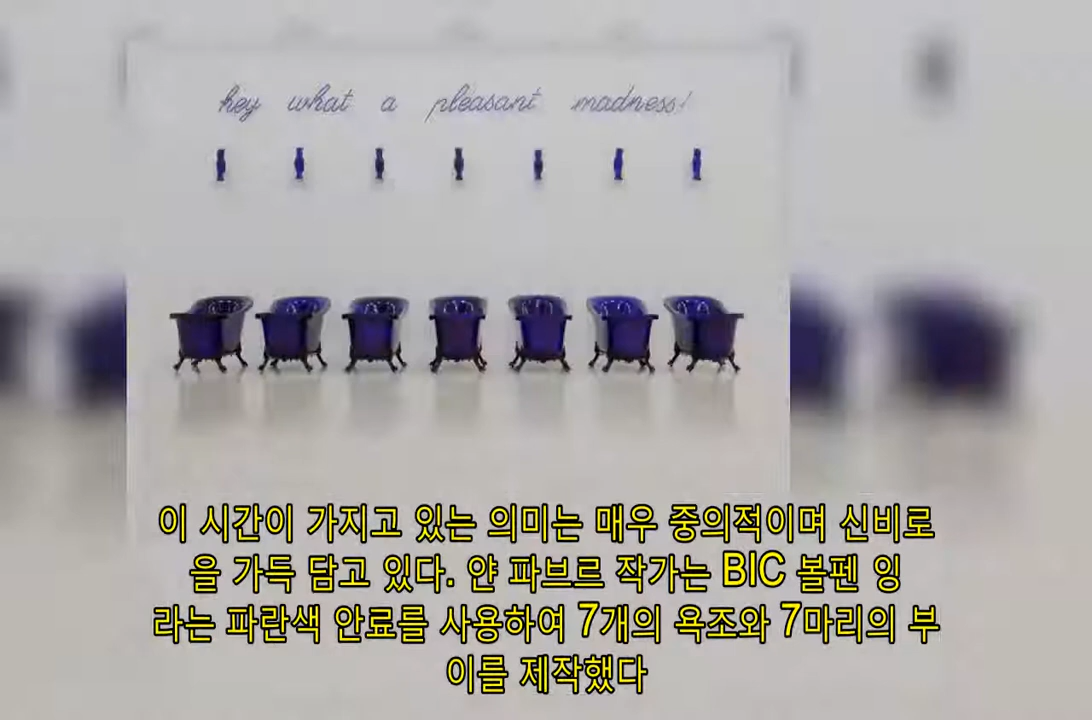 hey what a pleasant madness!
이 시간이 가지고 있는 의미는 매우 중의적이며 신비로
을 가득 담고 있다. 얀 파브르 작가는 BIC 볼펜 잉
라는 파란색 안료를 사용하여 7개의 욕조와 7마리의 부
이를 제작했다